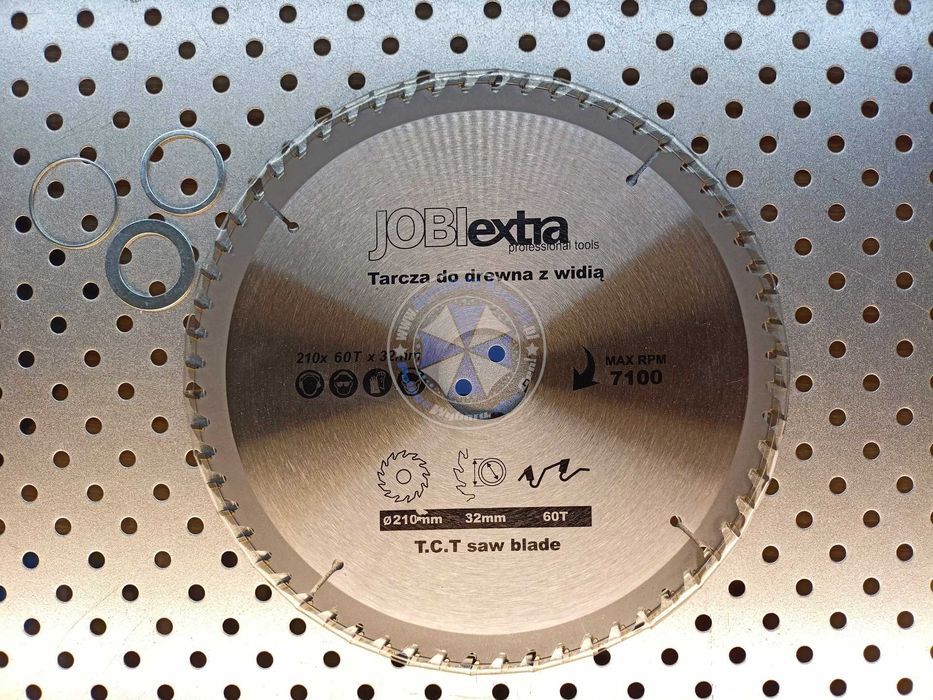 JOBIextra
professional tools
Tarcza do drewna z widią
210x 60T x 32mm
MAX RPM
7100
Ø210mm 32mm 60T
T.C.T saw blade